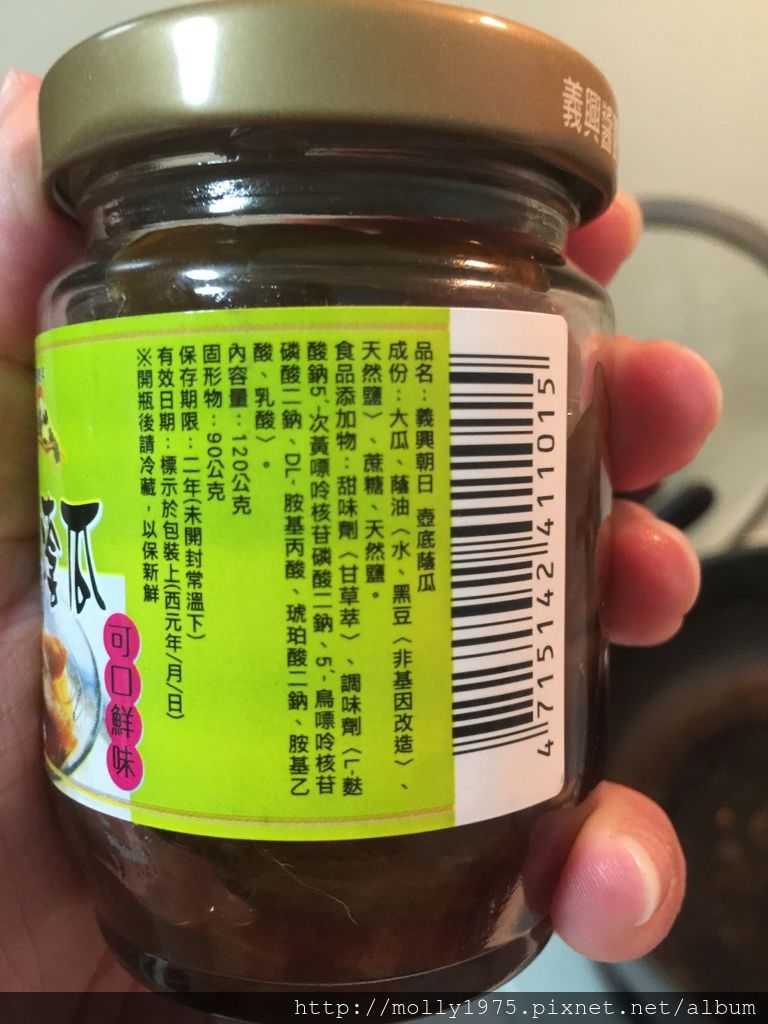 義興醬
品名：義興朝日 壺底蔭瓜
成份：大瓜、蔭油〈水、黑豆〈非基因改造〉、
天然鹽〉、蔗糖、天然鹽。
食品添加物：甜味劑〈甘草萃〉、調味劑〈L-麩
酸鈉5´-次黃嘌呤核苷磷酸二鈉、5´-鳥嘌呤核苷
磷酸二鈉、DL-胺基丙酸、琥珀酸二鈉、胺基乙
酸、乳酸〉。
內容量：120公克
固形物：90公克
保存期限：二年(未開封常溫下)
有效日期：標示於包裝上(西元年/月/日)
※開瓶後請冷藏，以保新鮮
蔭瓜
可口鮮味
4715142411015
http://molly1975.pixnet.net/album